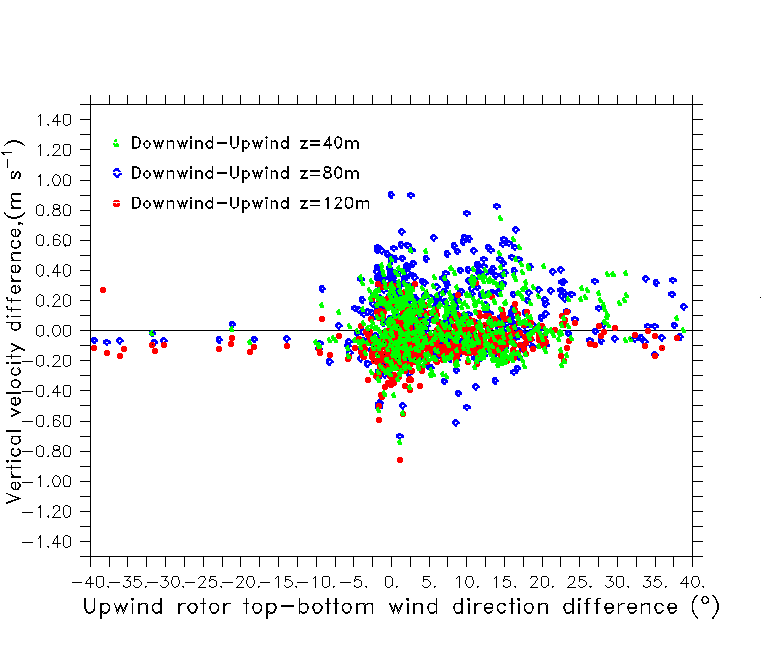 1.40
1.20
1.00
0.80
0.60
0.40
0.20
0.00
-0.20
-0.40
-0.60
-0.80
-1.00
-1.20
-1.40
Vertical velocity difference,(m s⁻¹)
Downwind-Upwind z=40m
Downwind-Upwind z=80m
Downwind-Upwind z=120m
-40.-35.-30.-25.-20.-15.-10. -5. 0. 5. 10. 15. 20. 25. 30. 35. 40.
Upwind rotor top-bottom wind direction difference (°)